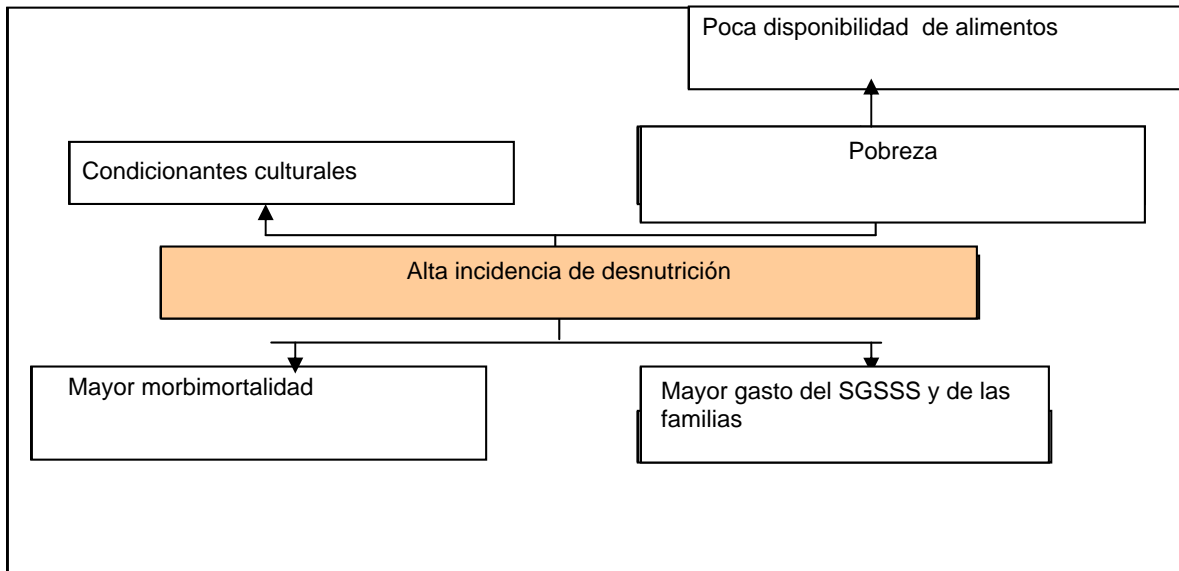 Poca disponibilidad de alimentos
Pobreza
Condicionantes culturales
Alta incidencia de desnutrición
Mayor morbimortalidad
Mayor gasto del SGSSS y de las
familias